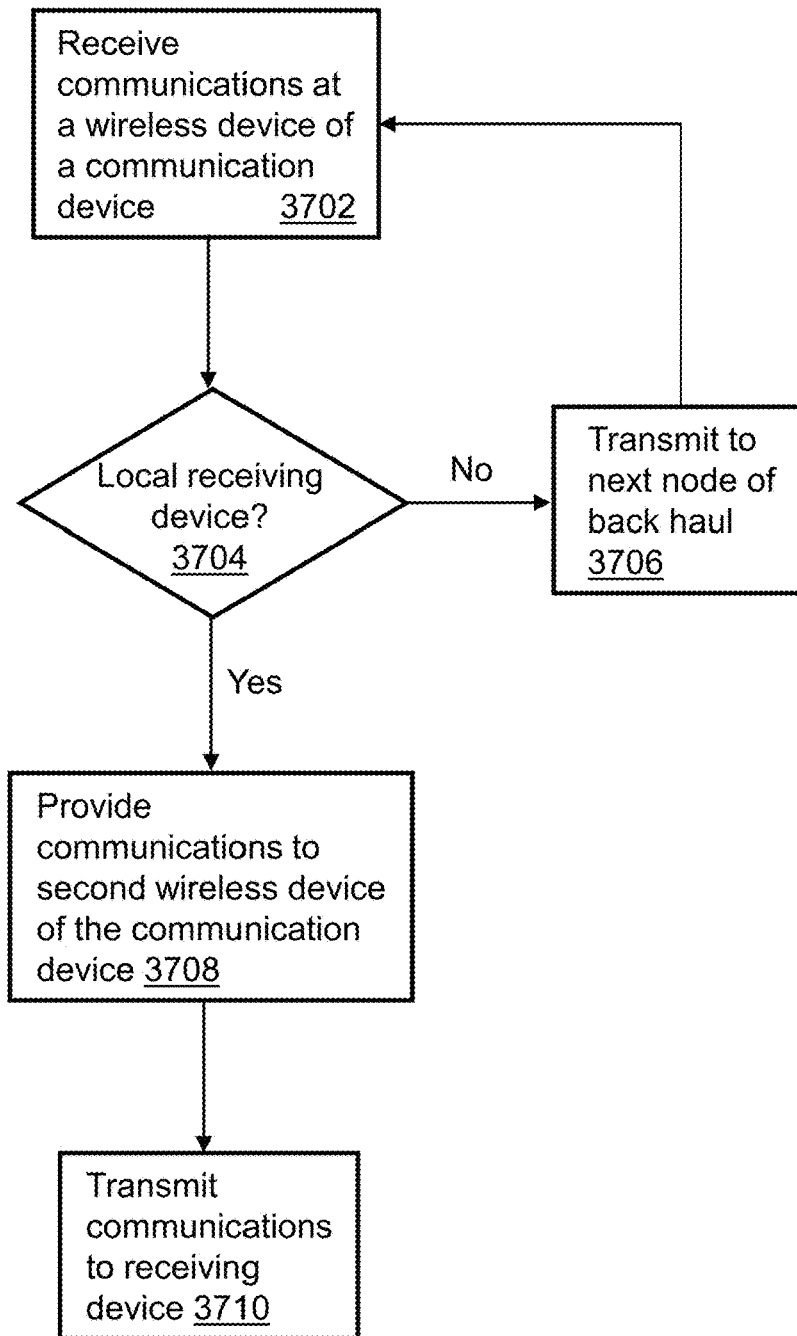 Receive
communications at
a wireless device of
a communication
device 3702
Local receiving
device?
3704
No
Transmit to
next node of
back haul
3706
Yes
Provide
communications to
second wireless device
of the communication
device 3708
Transmit
communications
to receiving
device 3710